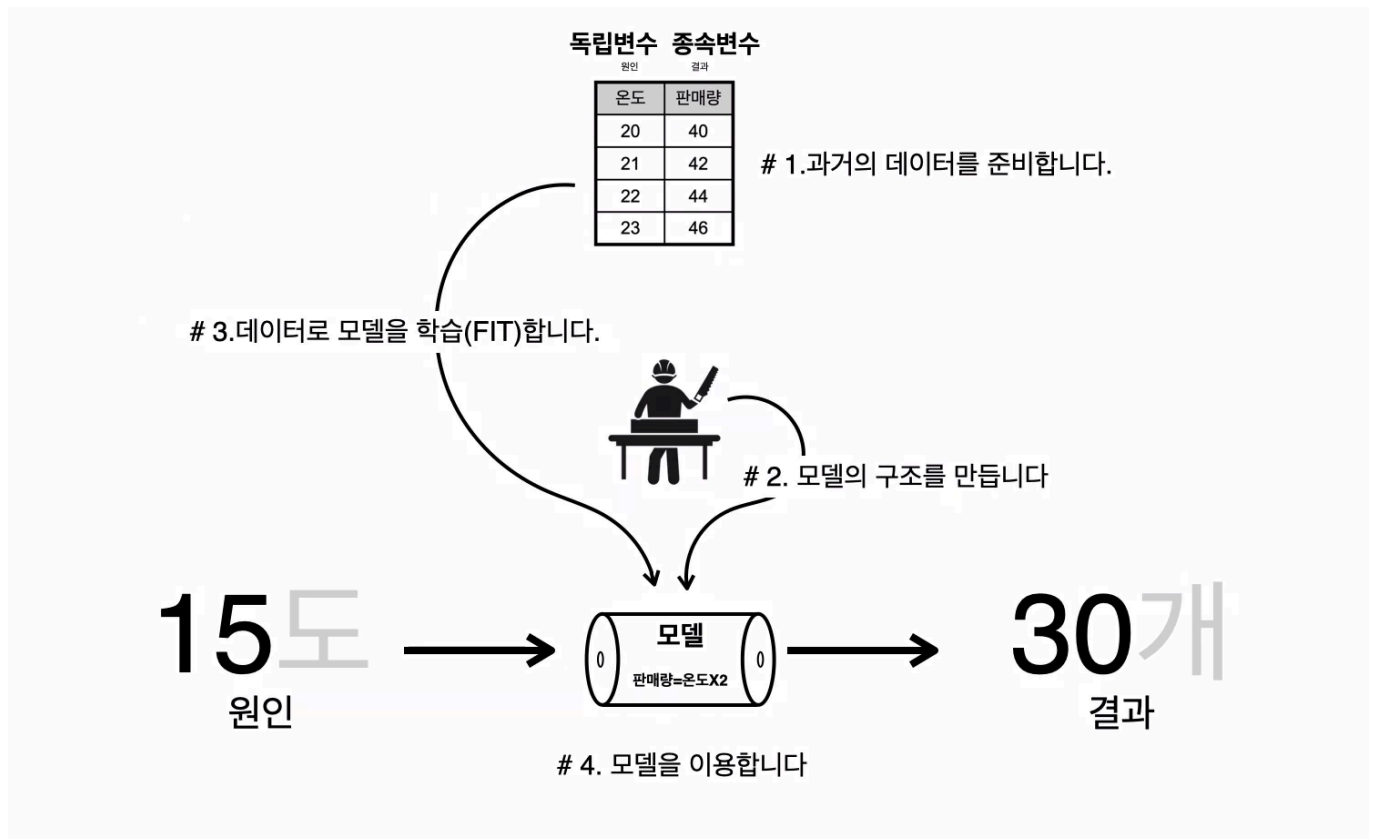 독립변수 종속변수
원인 결과
온도 판매량
20 40
21 42
22 44
23 46
# 1.과거의 데이터를 준비합니다.
# 3.데이터로 모델을 학습(FIT)합니다.
# 2. 모델의 구조를 만듭니다
15도
원인
모델
판매량=온도X2
30개
결과
# 4. 모델을 이용합니다